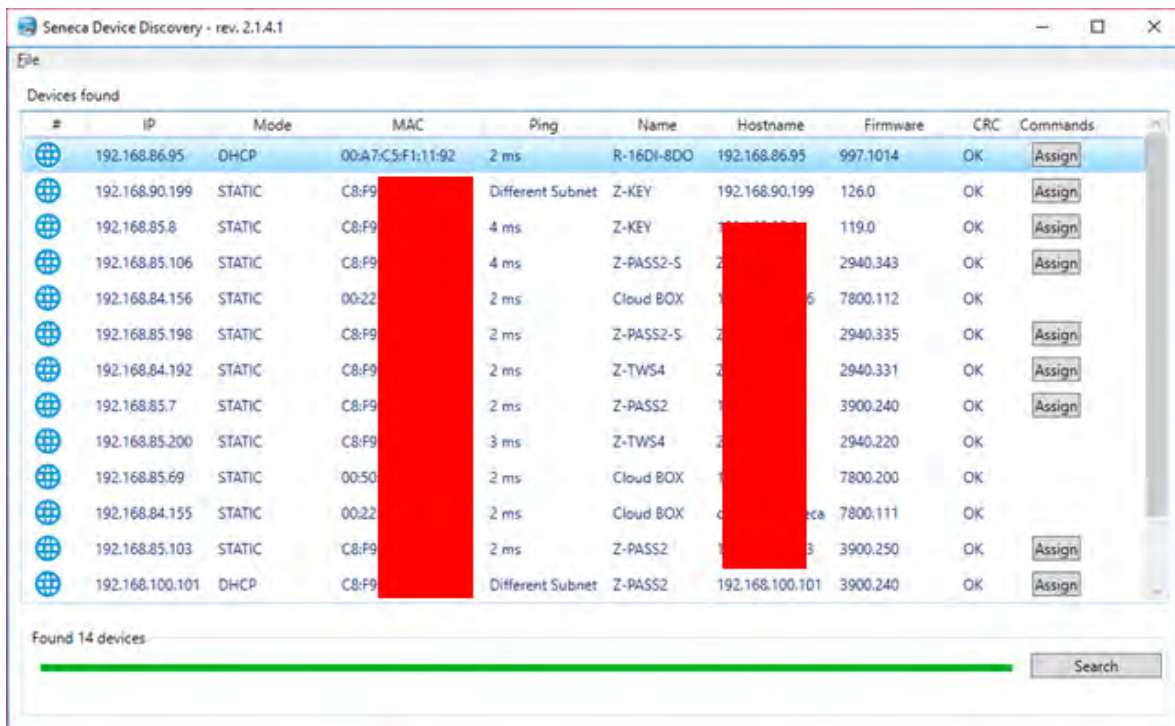 Seneca Device Discovery - rev. 2.1.4.1
File
Devices found
# IP Mode MAC Ping Name Hostname Firmware CRC Commands
192.168.86.95 DHCP 00:A7:C5:F1:11:92 2 ms R-16DI-8DO 192.168.86.95 997.1014 OK Assign
192.168.90.199 STATIC C8:F9 Different Subnet Z-KEY 192.168.90.199 126.0 OK Assign
192.168.85.8 STATIC C8:F9 4 ms Z-KEY 119.0 OK Assign
192.168.85.106 STATIC C8:F9 4 ms Z-PASS2-S 2940.343 OK Assign
192.168.84.156 STATIC 00:22 2 ms Cloud BOX 1 6 7800.112 OK
192.168.85.198 STATIC C8:F9 2 ms Z-PASS2-S 2940.335 OK Assign
192.168.84.192 STATIC C8:F9 2 ms Z-TWS4 2940.331 OK Assign
192.168.85.7 STATIC C8:F9 2 ms Z-PASS2 1 3900.240 OK Assign
192.168.85.200 STATIC C8:F9 3 ms Z-TWS4 2940.220 OK
192.168.85.69 STATIC 00:50 2 ms Cloud BOX 1 7800.200 OK
192.168.84.155 STATIC 00:22 2 ms Cloud BOX eca 7800.111 OK
192.168.85.103 STATIC C8:F9 2 ms Z-PASS2 1 3 3900.250 OK Assign
192.168.100.101 DHCP C8:F9 Different Subnet Z-PASS2 192.168.100.101 3900.240 OK Assign
Found 14 devices
Search